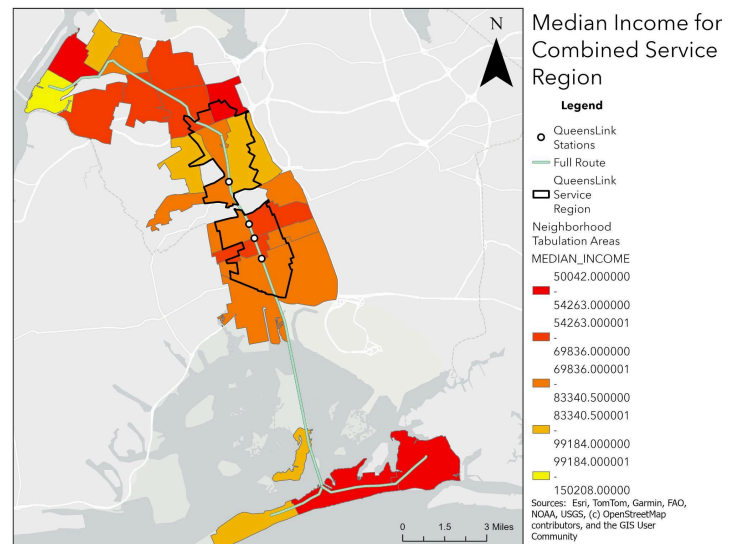 N
Median Income for
Combined Service
Region
Legend
QueensLink
Stations
Full Route
QueensLink
Service
Region
Neighborhood
Tabulation Areas
MEDIAN_INCOME
50042.000000
-
54263.000000
54263.000001
-
69836.000000
69836.000001
-
83340.500000
83340.500001
-
99184.000000
99184.000001
-
150208.00000
Sources: Esri, TomTom, Garmin, FAO,
NOAA, USGS, (c) OpenStreetMap
contributors, and the GIS User
Community
0 1.5 3 Miles